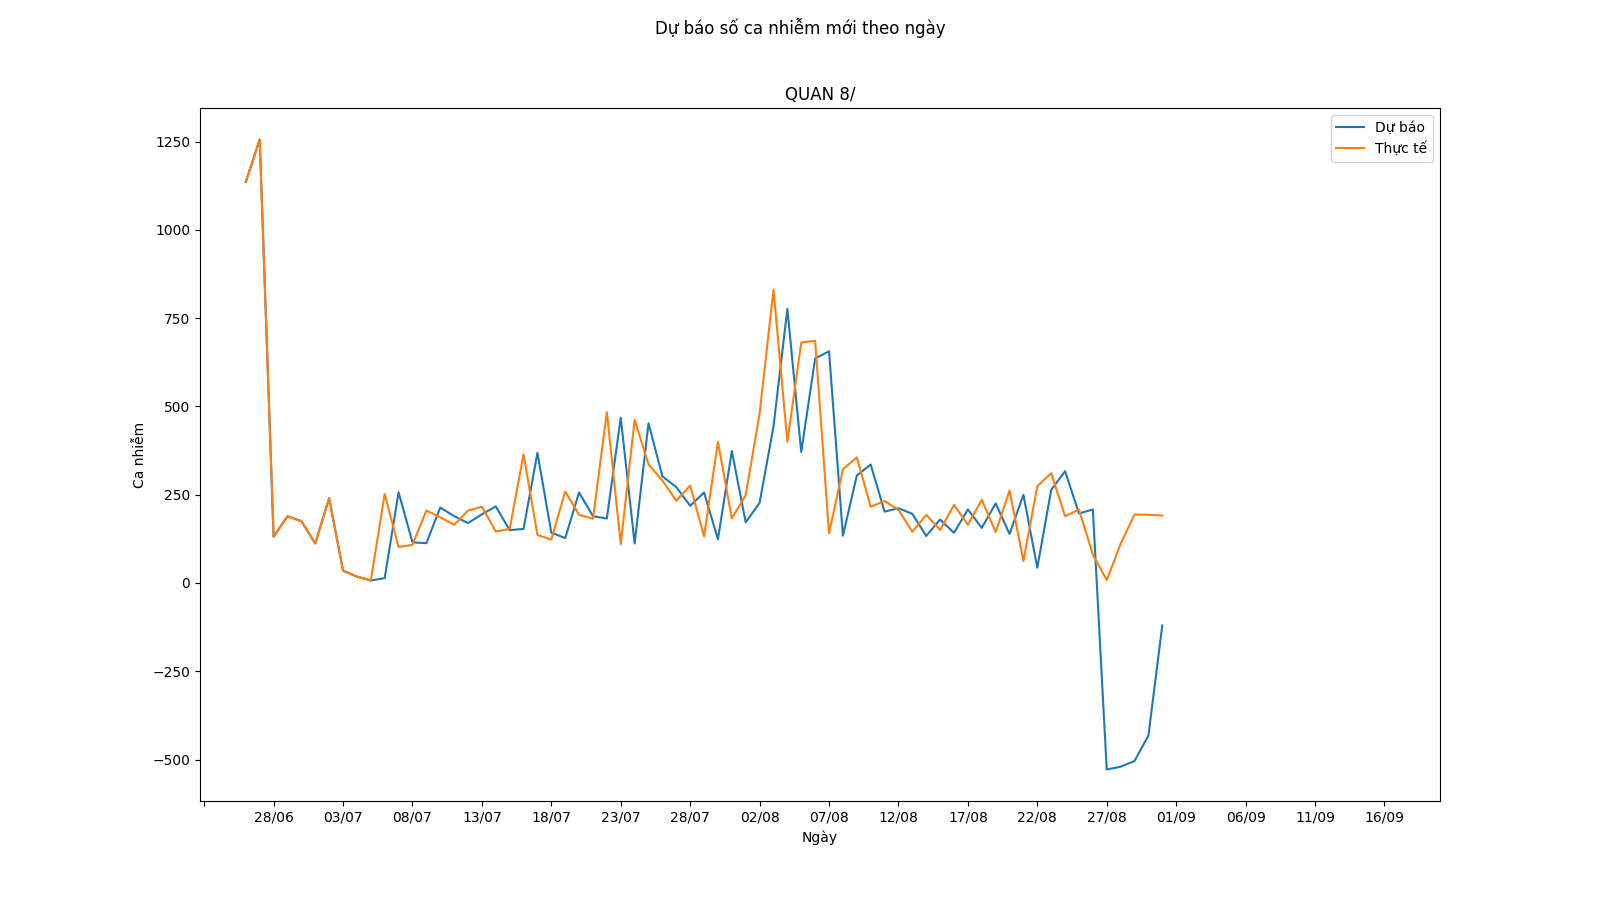 Dự báo số ca nhiễm mới theo ngày
QUAN 8/
Dự báo
Thực tế
Ca nhiễm
1250
1000
750
500
250
0
−250
−500
28/06 03/07 08/07 13/07 18/07 23/07 28/07 02/08 07/08 12/08 17/08 22/08 27/08 01/09 06/09 11/09 16/09
Ngày